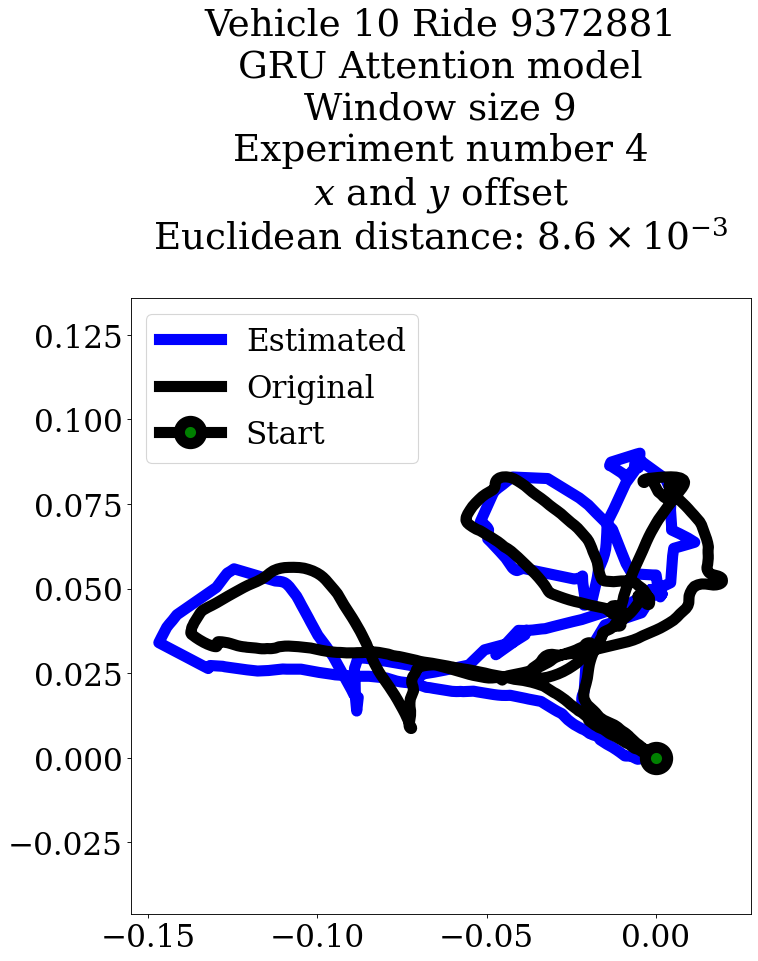 Vehicle 10 Ride 9372881
GRU Attention model
Window size 9
Experiment number 4
x and y offset
Euclidean distance: 8.6 × 10⁻³
Estimated
Original
Start
0.125
0.100
0.075
0.050
0.025
0.000
−0.025
−0.15 −0.10 −0.05 0.00